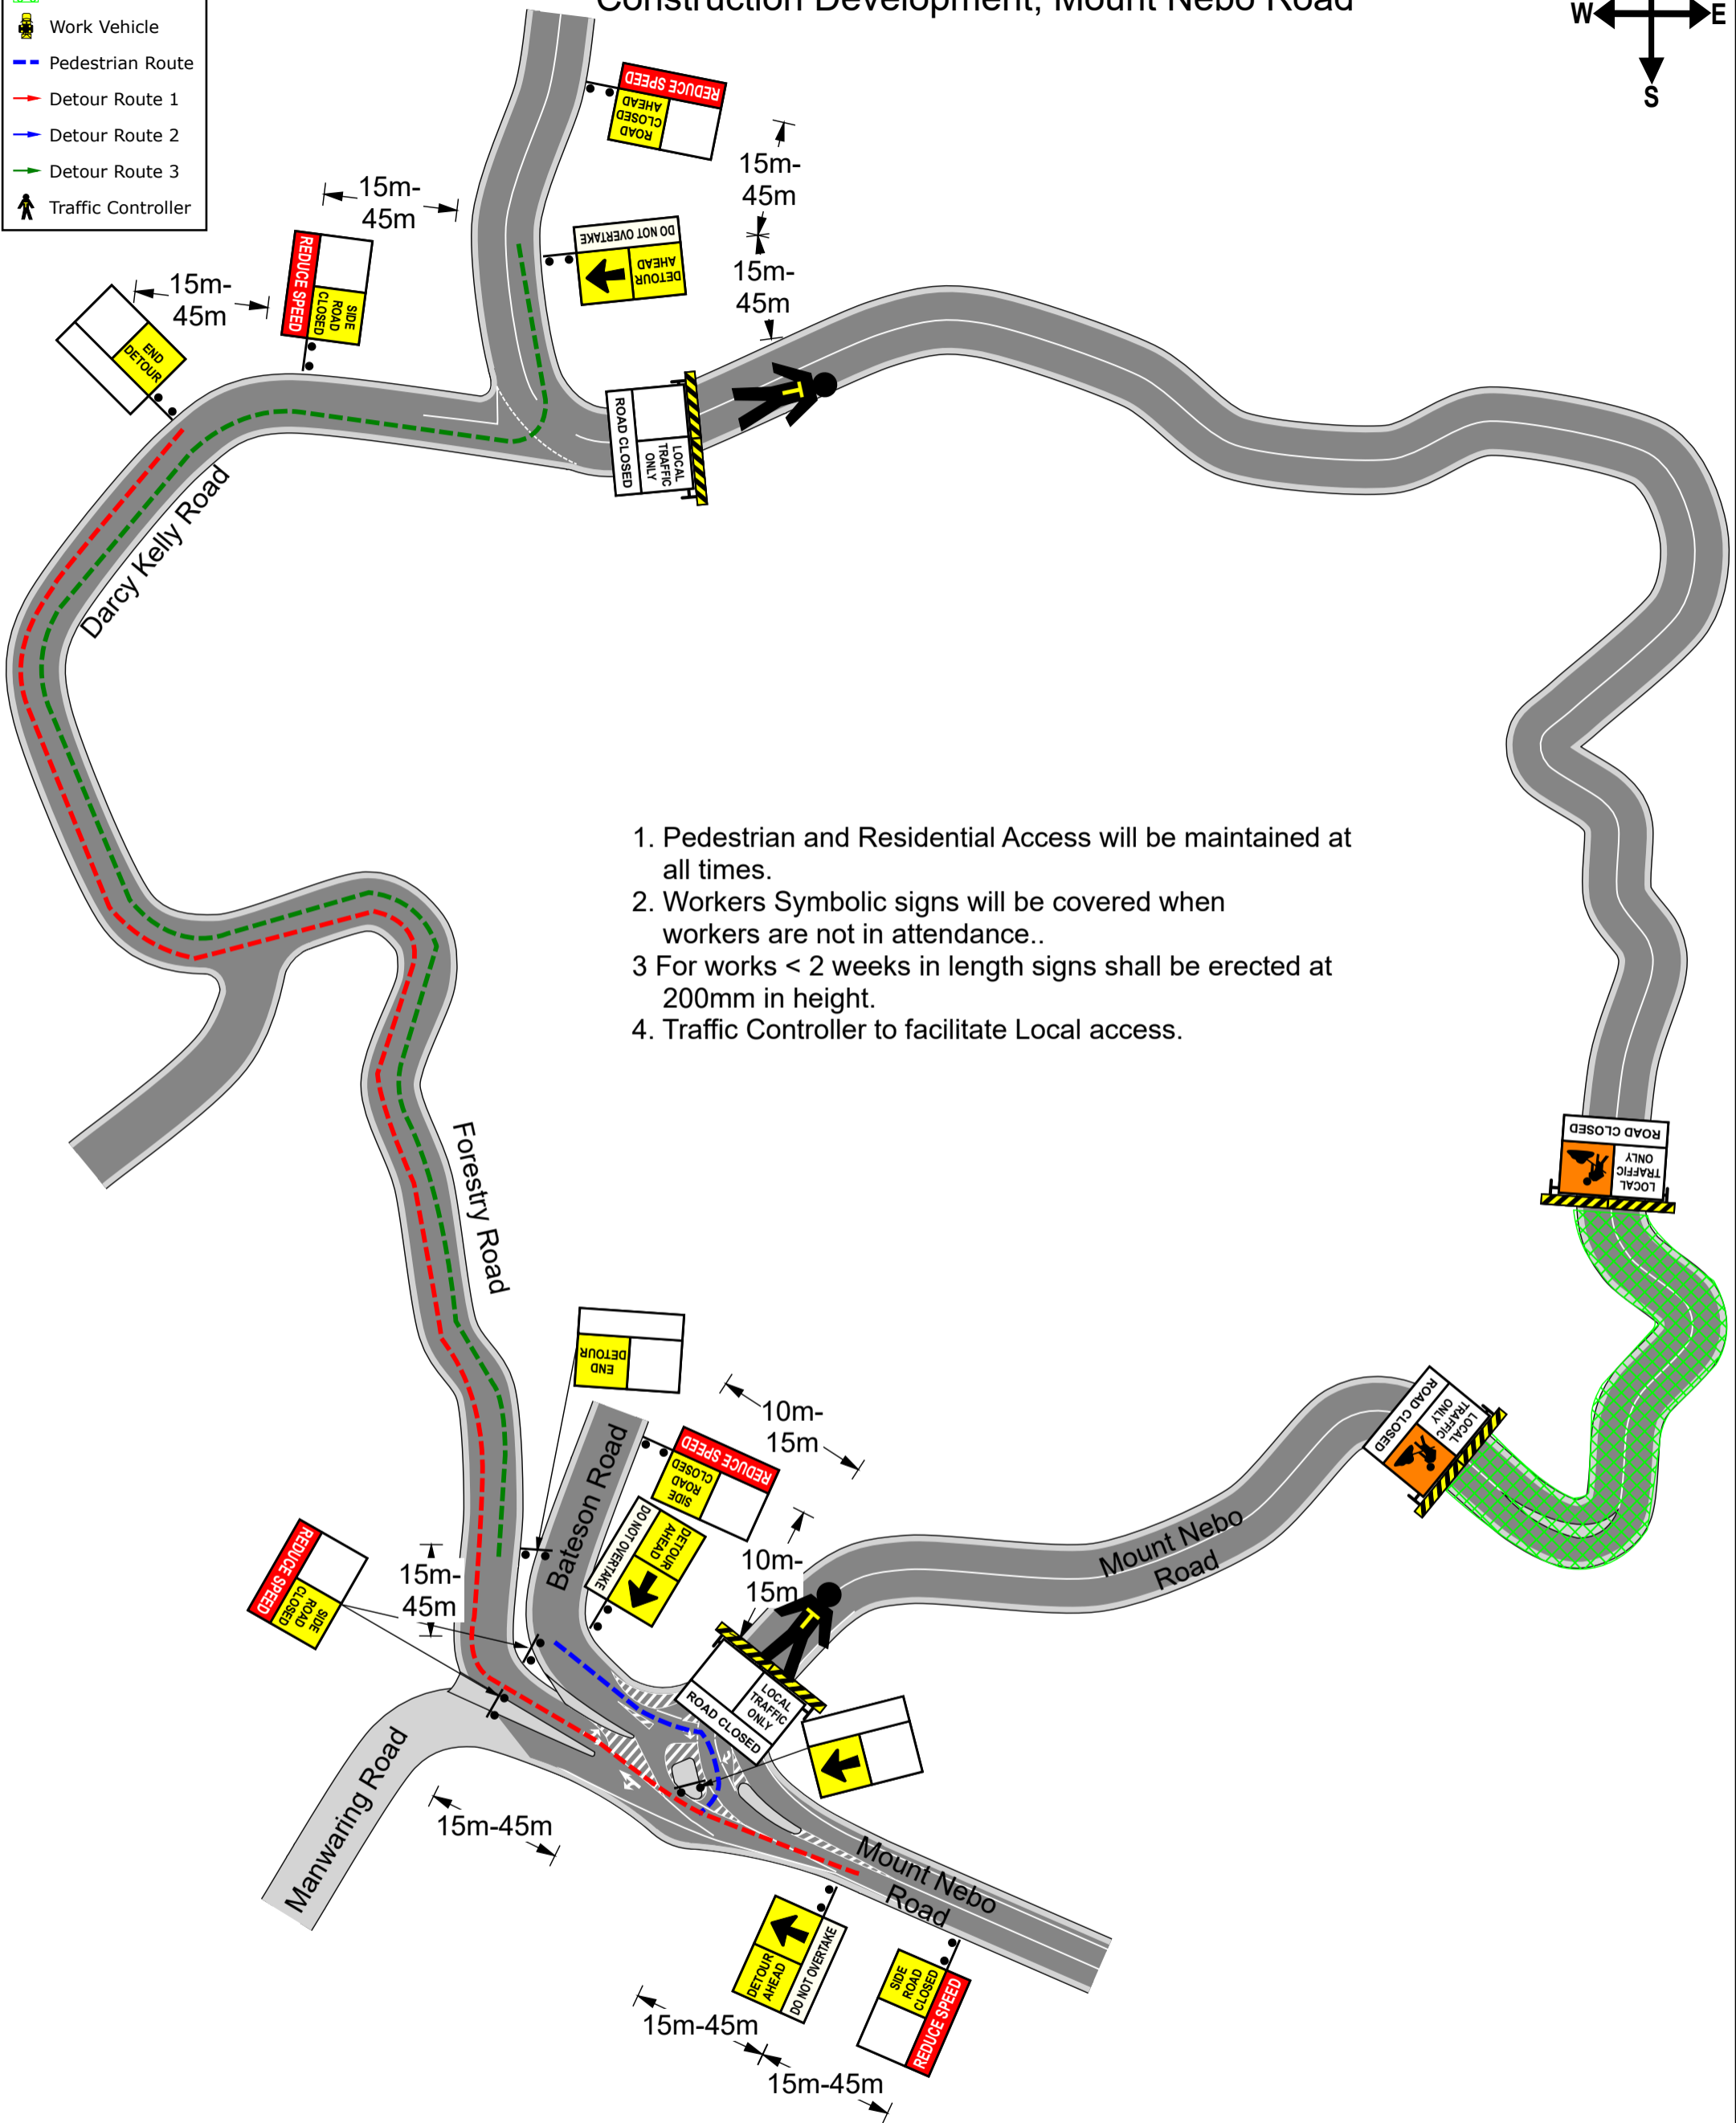 Construction Development, Mount Nebo Road
W
E
S
Work Vehicle
Pedestrian Route
Detour Route 1
Detour Route 2
Detour Route 3
Traffic Controller
REDUCE SPEED
ROAD
CLOSED
AHEAD
15m-
45m
15m-
45m
DO NOT OVERTAKE
DETOUR
AHEAD
15m-
45m
REDUCE SPEED
SIDE
ROAD
CLOSED
15m-
45m
END
DETOUR
ROAD CLOSED
LOCAL
TRAFFIC
ONLY
Darcy Kelly Road
1. Pedestrian and Residential Access will be maintained at
all times.
2. Workers Symbolic signs will be covered when
workers are not in attendance..
3 For works < 2 weeks in length signs shall be erected at
200mm in height.
4. Traffic Controller to facilitate Local access.
Forestry Road
ROAD CLOSED
LOCAL
TRAFFIC
ONLY
END
DETOUR
ROAD CLOSED
LOCAL
TRAFFIC
ONLY
10m-
15m
REDUCE SPEED
SIDE
ROAD
CLOSED
Bateson Road
DO NOT OVERTAKE
DETOUR
AHEAD
10m-
15m
Mount Nebo
Road
REDUCE SPEED
SIDE
ROAD
CLOSED
15m-
45m
ROAD CLOSED
LOCAL
TRAFFIC
ONLY
Manwaring Road
15m-45m
Mount Nebo
Road
DETOUR
AHEAD
DO NOT OVERTAKE
SIDE
ROAD
CLOSED
REDUCE SPEED
15m-45m
15m-45m